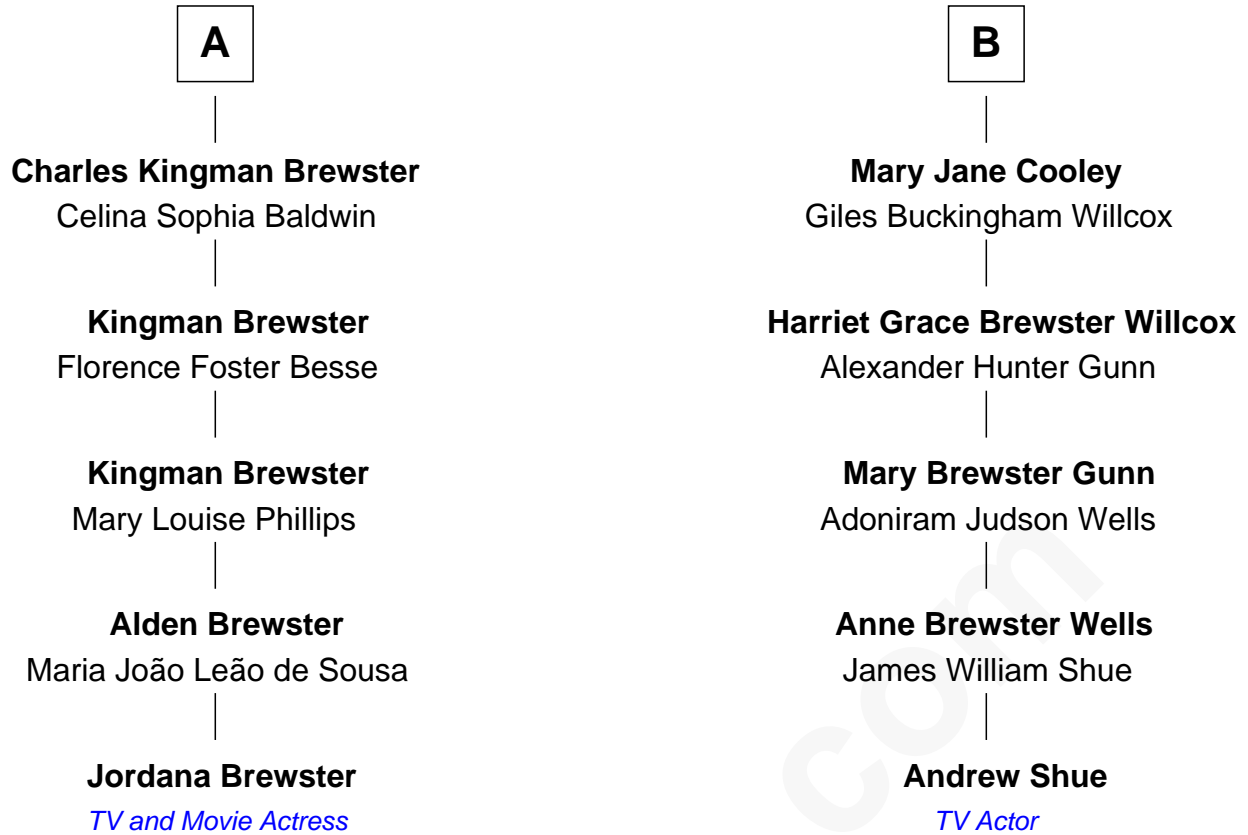 A
B
Charles Kingman Brewster
Celina Sophia Baldwin
Mary Jane Cooley
Giles Buckingham Willcox
Kingman Brewster
Florence Foster Besse
Harriet Grace Brewster Willcox
Alexander Hunter Gunn
Kingman Brewster
Mary Louise Phillips
Mary Brewster Gunn
Adoniram Judson Wells
Alden Brewster
Maria João Leão de Sousa
Anne Brewster Wells
James William Shue
Jordana Brewster
TV and Movie Actress
Andrew Shue
TV Actor
com